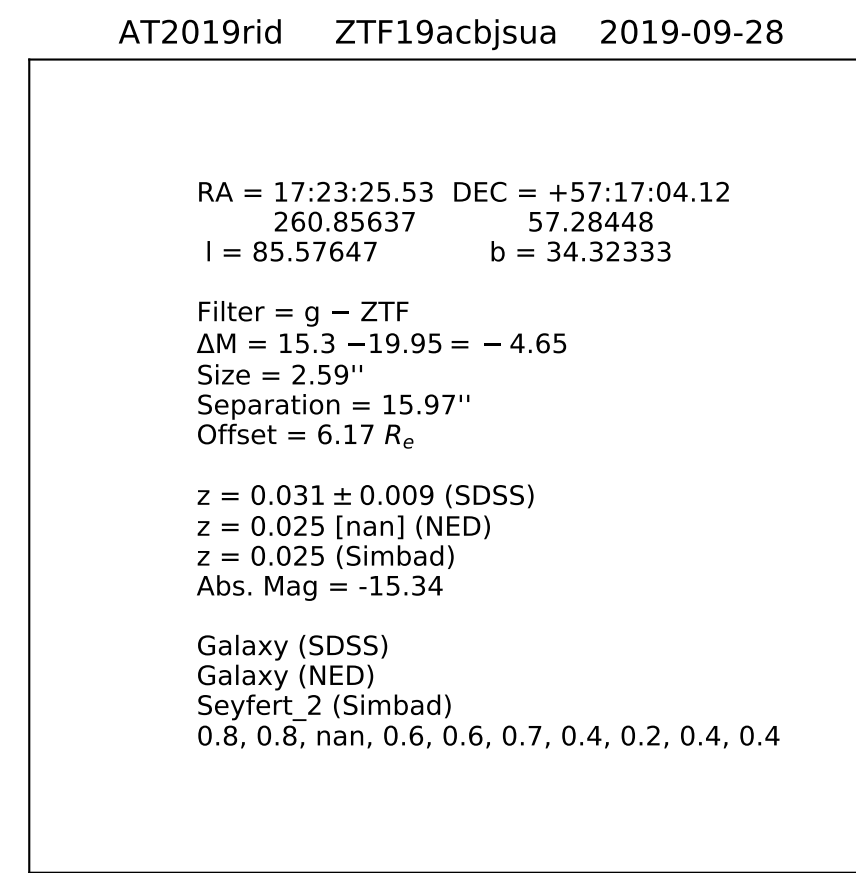 AT2019rid ZTF19acbjsua 2019-09-28
RA = 17:23:25.53 DEC = +57:17:04.12
260.85637 57.28448
l = 85.57647 b = 34.32333
Filter = g − ZTF
ΔM = 15.3 −19.95 = − 4.65
Size = 2.59''
Separation = 15.97''
Offset = 6.17 Rₑ
z = 0.031 ± 0.009 (SDSS)
z = 0.025 [nan] (NED)
z = 0.025 (Simbad)
Abs. Mag = -15.34
Galaxy (SDSS)
Galaxy (NED)
Seyfert_2 (Simbad)
0.8, 0.8, nan, 0.6, 0.6, 0.7, 0.4, 0.2, 0.4, 0.4